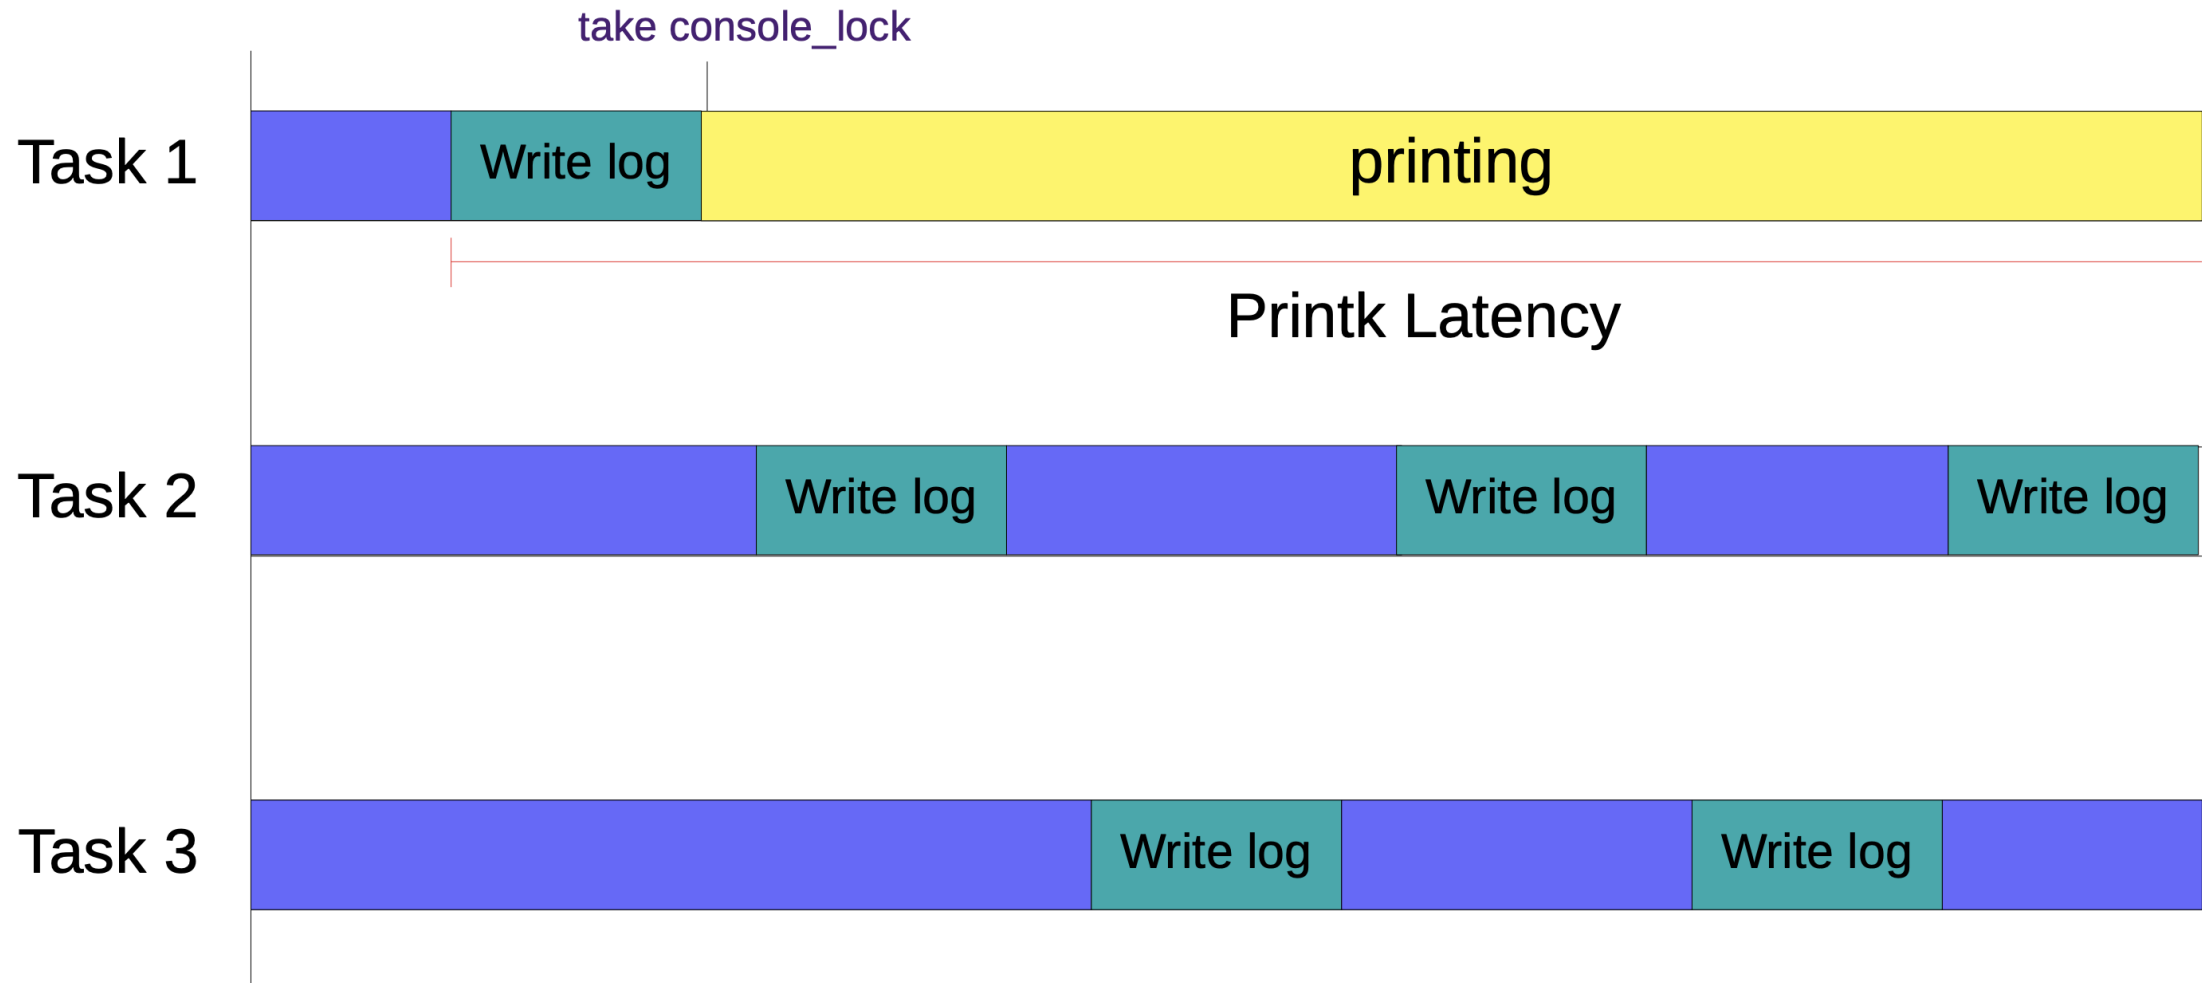 take console_lock
Task 1
Write log
printing
Printk Latency
Task 2
Write log
Write log
Write log
Task 3
Write log
Write log